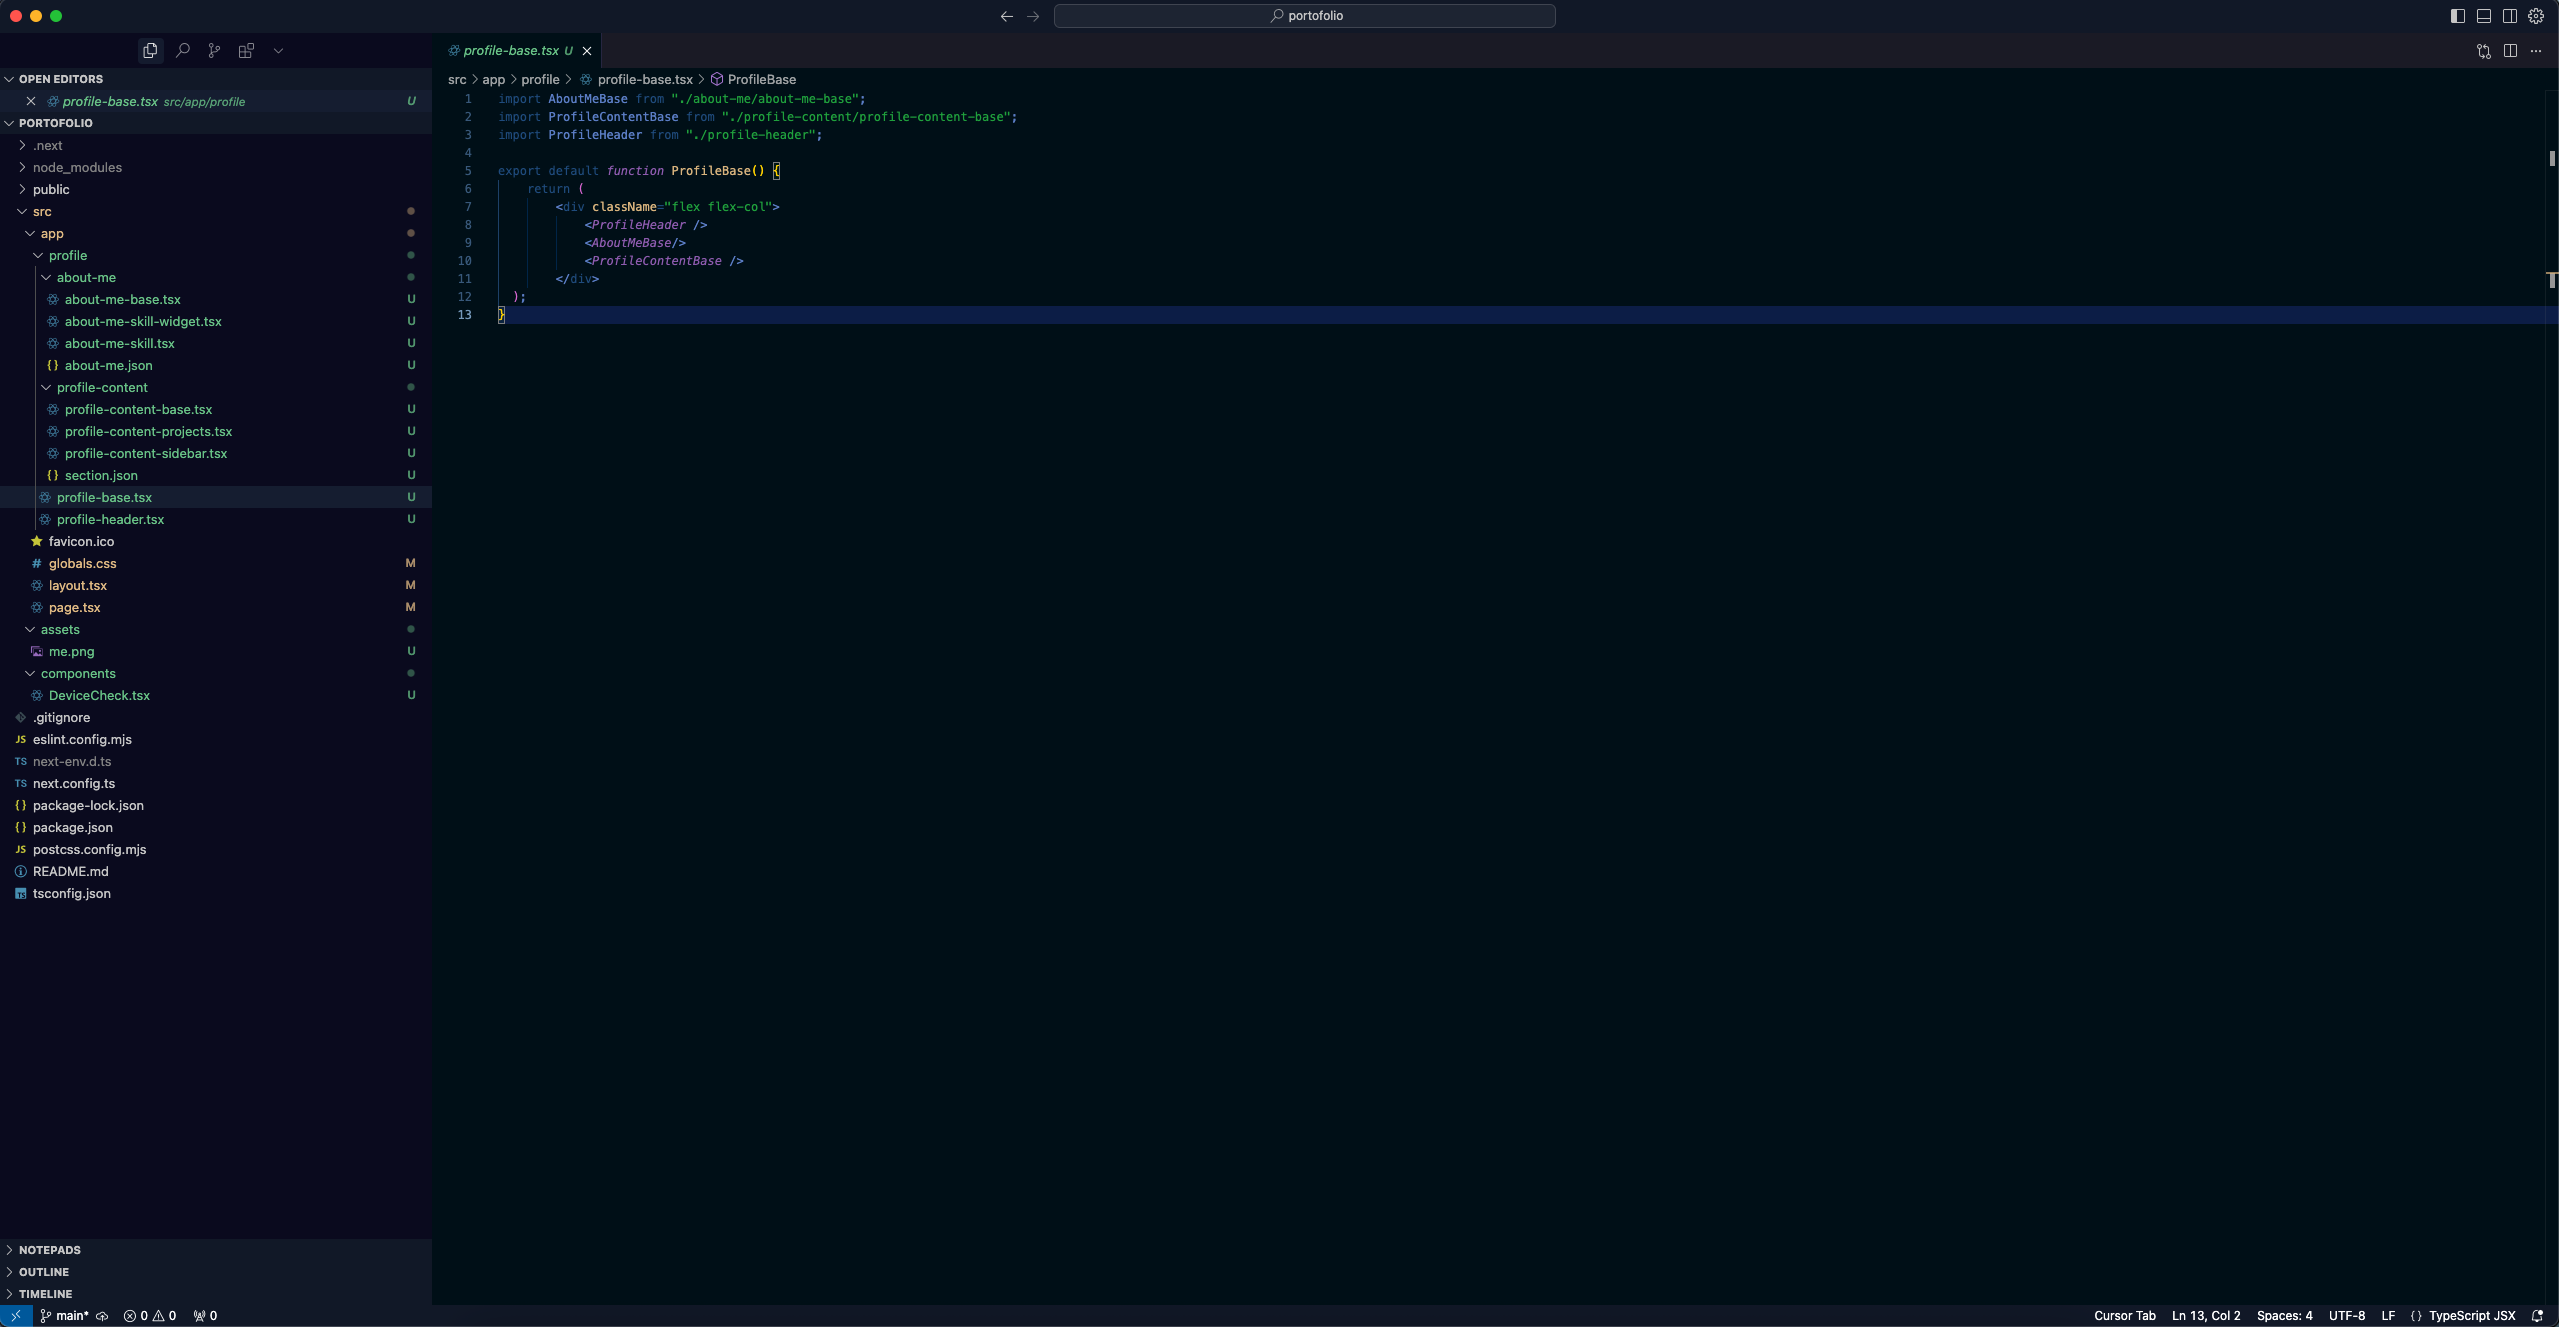 portofolio
profile-base.tsx U
OPEN EDITORS
profile-base.tsx src/app/profile U
PORTOFOLIO
.next
node_modules
public
src
app
profile
about-me
about-me-base.tsx U
about-me-skill-widget.tsx U
about-me-skill.tsx U
{} about-me.json U
profile-content
profile-content-base.tsx U
profile-content-projects.tsx U
profile-content-sidebar.tsx U
{} section.json U
profile-base.tsx U
profile-header.tsx U
favicon.ico
# globals.css M
layout.tsx M
page.tsx M
assets
me.png U
components
DeviceCheck.tsx U
.gitignore
JS eslint.config.mjs
TS next-env.d.ts
TS next.config.ts
{} package-lock.json
{} package.json
JS postcss.config.mjs
README.md
TS tsconfig.json
NOTEPADS
OUTLINE
TIMELINE
src > app > profile > profile-base.tsx > ProfileBase
1 import AboutMeBase from "./about-me/about-me-base";
2 import ProfileContentBase from "./profile-content/profile-content-base";
3 import ProfileHeader from "./profile-header";
4
5 export default function ProfileBase() {
6 return (
7 <div className="flex flex-col">
8 <ProfileHeader />
9 <AboutMeBase/>
10 <ProfileContentBase />
11 </div>
12 );
13 }
main* 0 0 0
Cursor Tab Ln 13, Col 2 Spaces: 4 UTF-8 LF {} TypeScript JSX